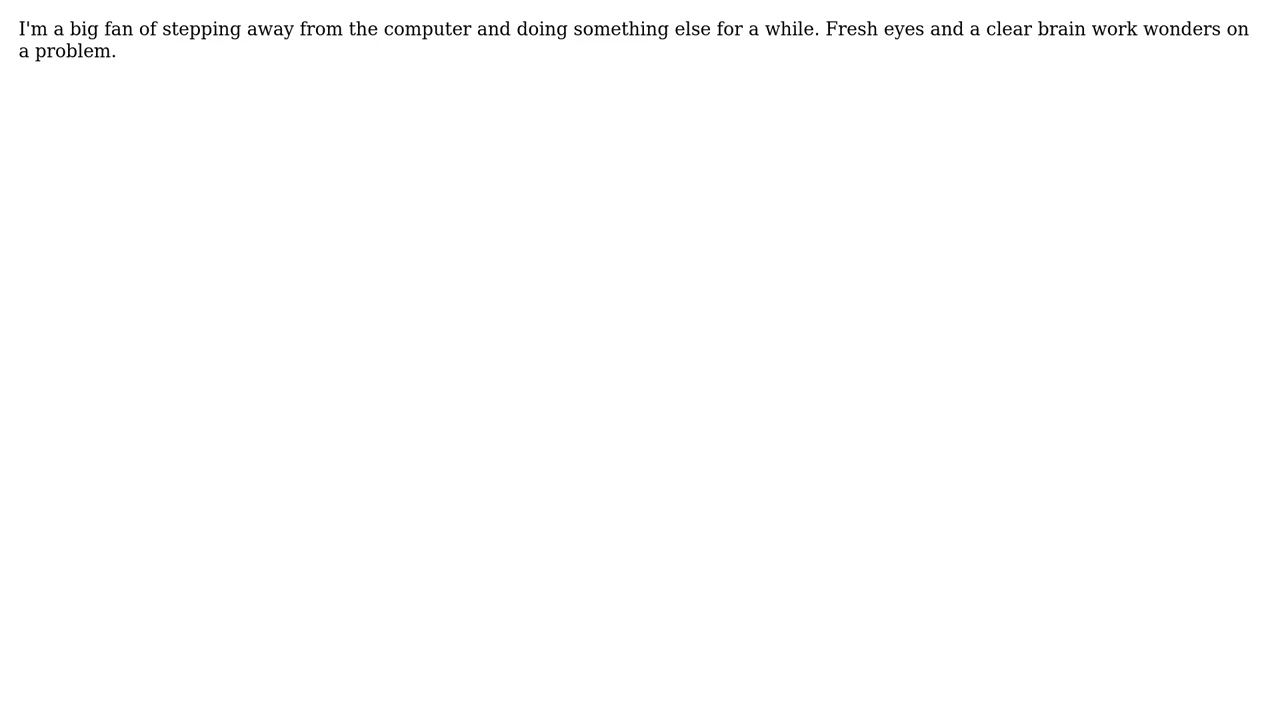 I'm a big fan of stepping away from the computer and doing something else for a while. Fresh eyes and a clear brain work wonders on
a problem.